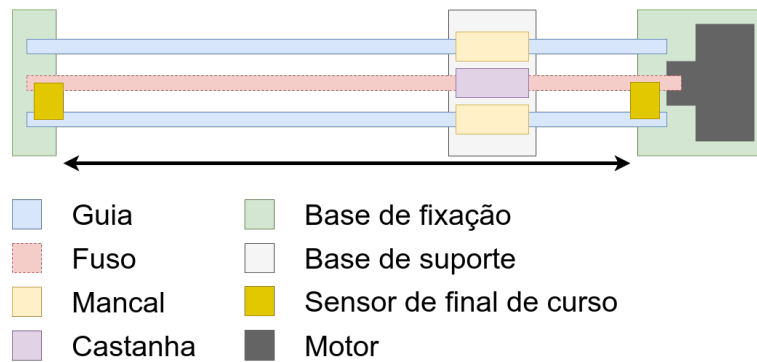 Guia
Base de fixação
Fuso
Base de suporte
Mancal
Sensor de final de curso
Castanha
Motor